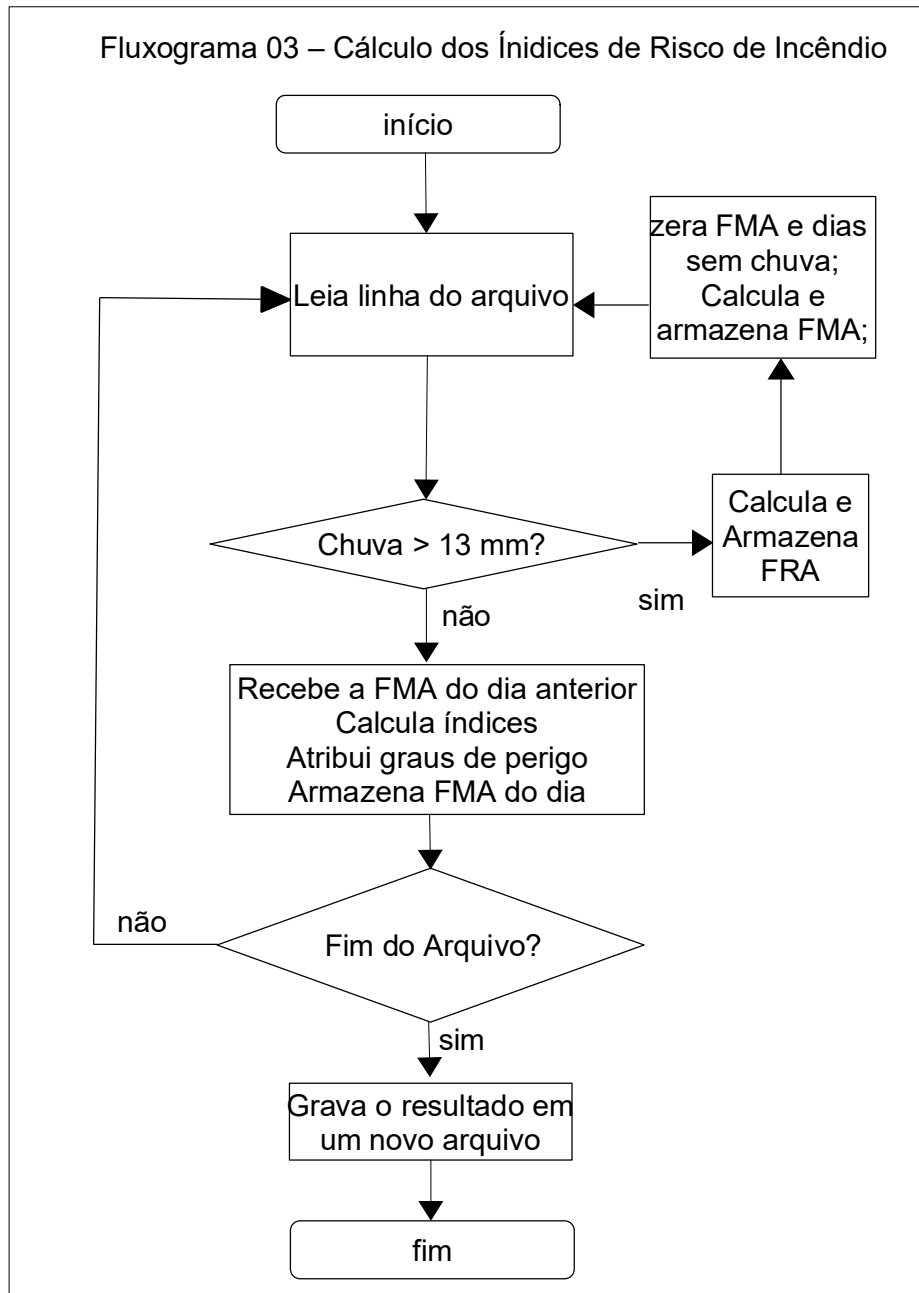 Fluxograma 03 – Cálculo dos Ínidices de Risco de Incêndio
início
Leia linha do arquivo
zera FMA e dias
sem chuva;
Calcula e
armazena FMA;
Chuva > 13 mm?
sim
Calcula e
Armazena
FRA
não
Recebe a FMA do dia anterior
Calcula índices
Atribui graus de perigo
Armazena FMA do dia
não
Fim do Arquivo?
sim
Grava o resultado em
um novo arquivo
fim